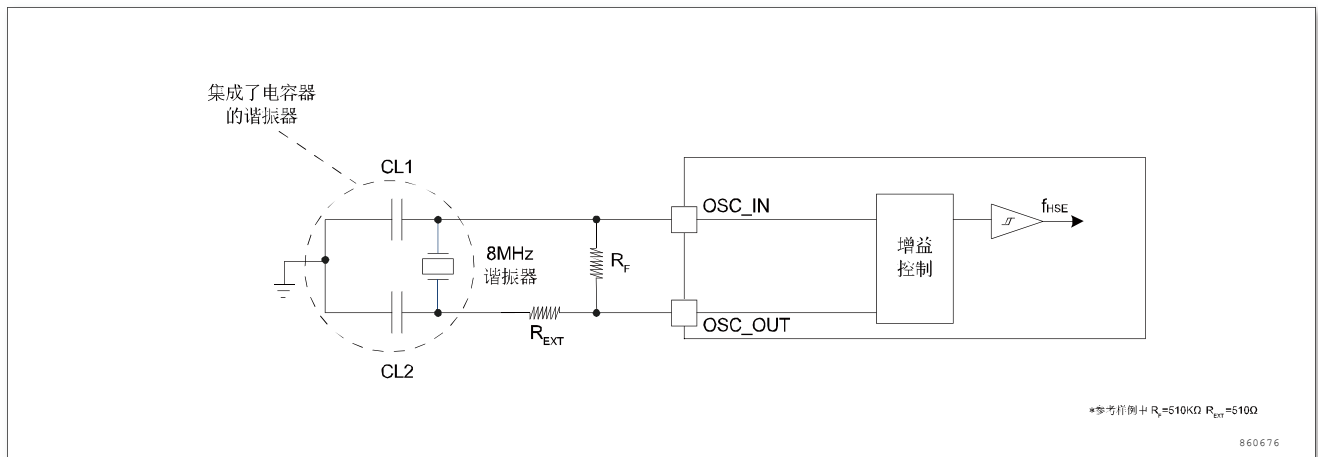 集成了电容器
的谐振器
CL1
OSC_IN
fHSE
8MHz
谐振器
RF
增益
控制
REXT
OSC_OUT
CL2
*参考样例中 RF=510KΩ REXT=510Ω
860676